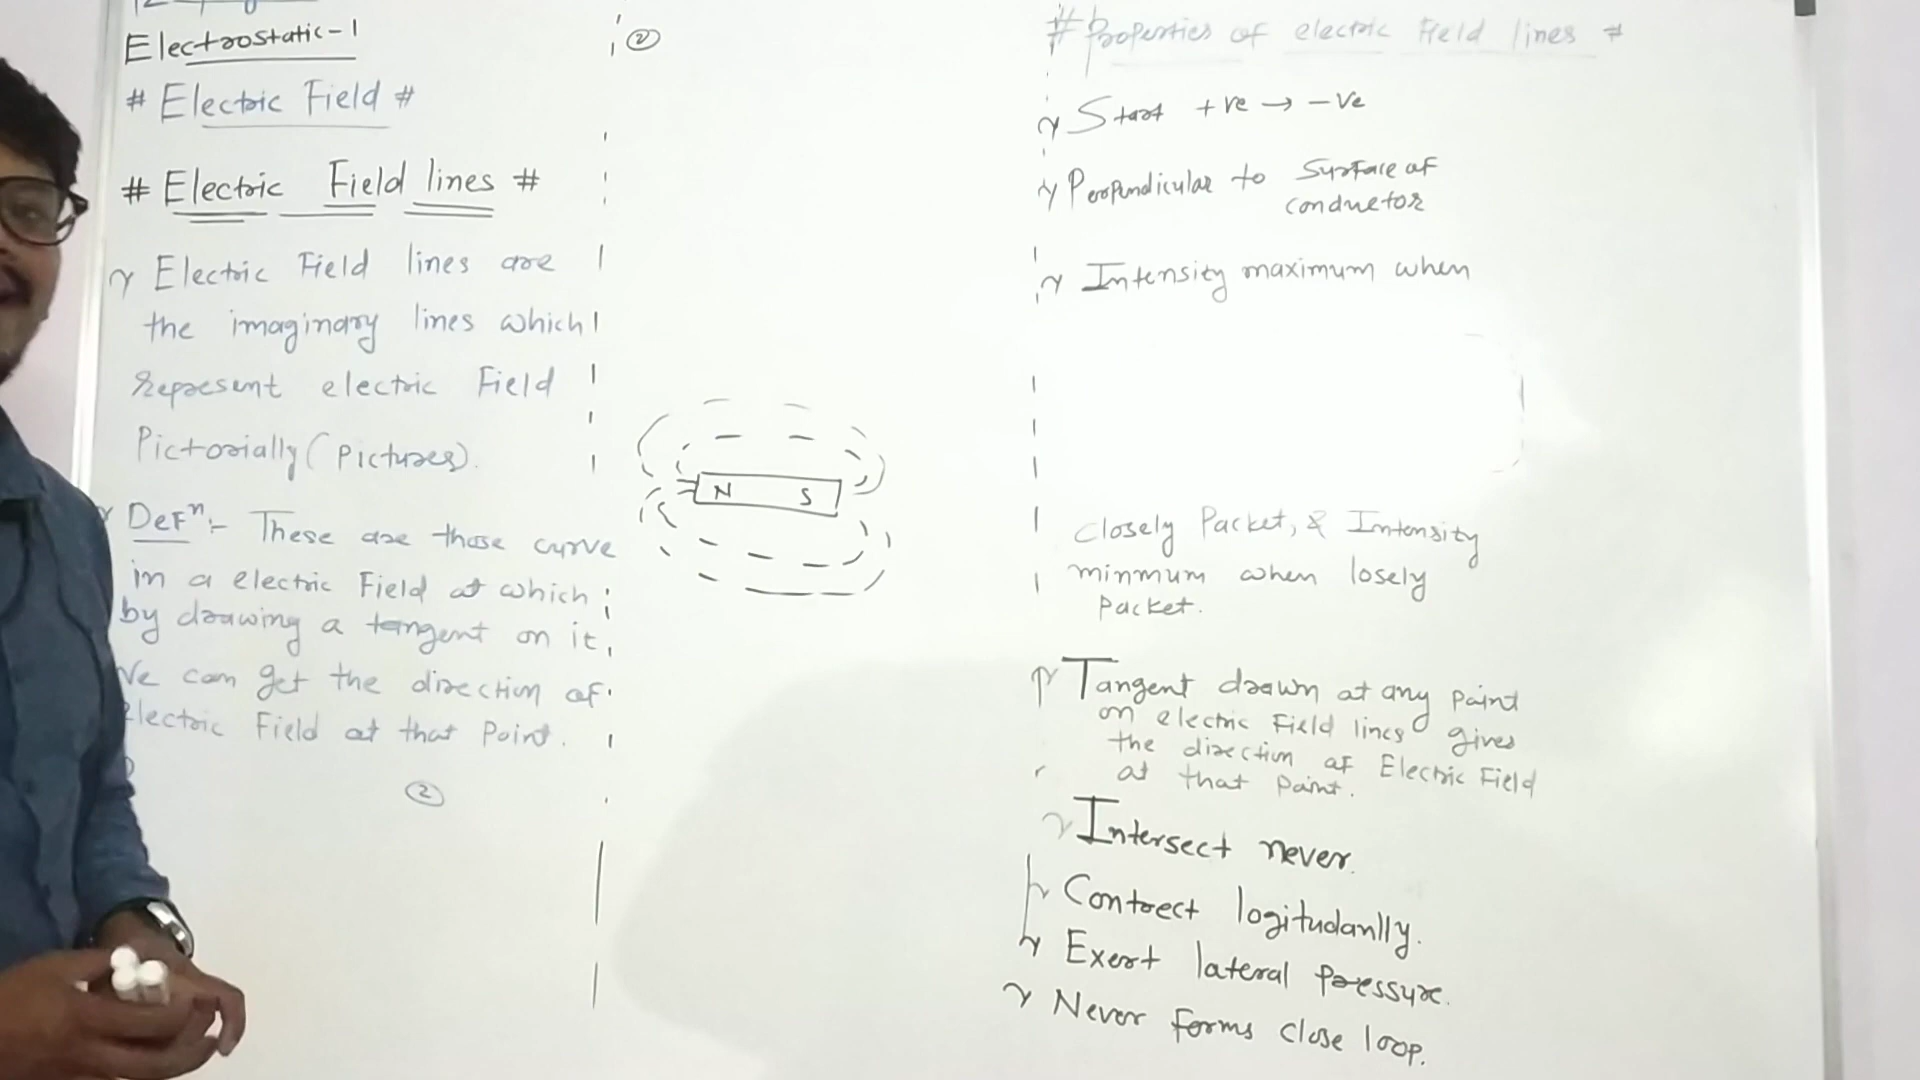 Electrostatic-1
# Electric Field #
# Electric Field lines #
Electric Field lines are
the imaginary lines which
represent electric Field
Pictorially (Pictures).
Defⁿ:- These are those curve
in a electric Field at which
by drawing a tangent on it,
We can get the direction of
Electric Field at that Point.
②
②
N S
# Properties of electric Field lines #
Start +ve → -ve
Perpendicular to Surface of
conductor
Intensity maximum when
Closely Packet, & Intensity
minmum when losely
Packet.
Tangent drawn at any Point
on electric Field lines gives
the direction of Electric Field
at that Point.
Intersect never.
Contrect logitudanlly.
Exert lateral Pressure.
Never forms close loop.